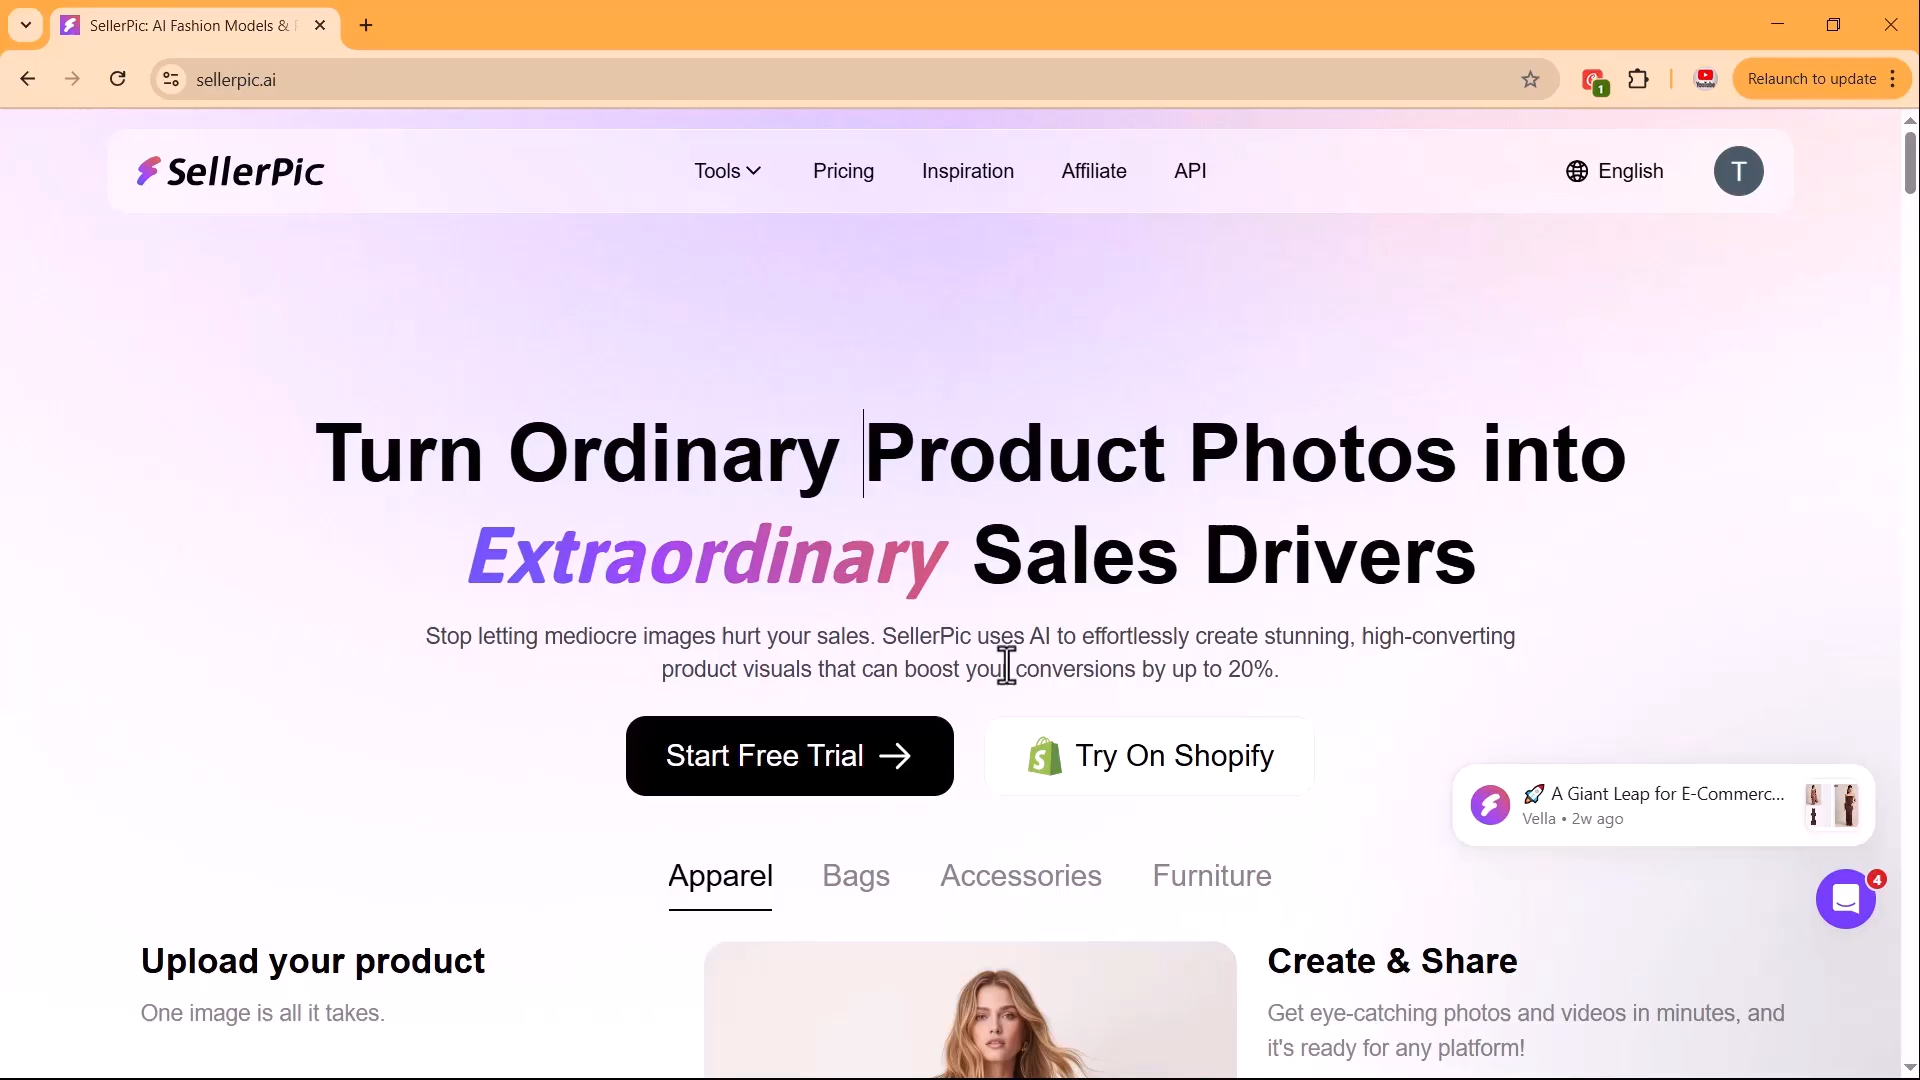 SellerPic: AI Fashion Models &
sellerpic.ai
1
YouTube
Relaunch to update
SellerPic
Tools
Pricing
Inspiration
Affiliate
API
English
T
Turn Ordinary Product Photos into
Extraordinary Sales Drivers
Stop letting mediocre images hurt your sales. SellerPic uses AI to effortlessly create stunning, high-converting
product visuals that can boost your conversions by up to 20%.
Start Free Trial →
Try On Shopify
🚀 A Giant Leap for E-Commerc...
Vella • 2w ago
4
Apparel
Bags
Accessories
Furniture
Upload your product
One image is all it takes.
Create & Share
Get eye-catching photos and videos in minutes, and
it's ready for any platform!